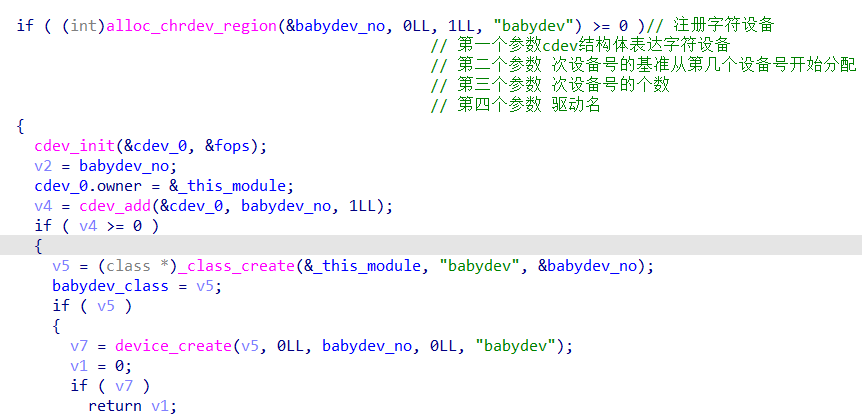 if ( (int)alloc_chrdev_region(&babydev_no, 0LL, 1LL, "babydev") >= 0 )// 注册字符设备
// 第一个参数cdev结构体表达字符设备
// 第二个参数 次设备号的基准从第几个设备号开始分配
// 第三个参数 次设备号的个数
// 第四个参数 驱动名
{
cdev_init(&cdev_0, &fops);
v2 = babydev_no;
cdev_0.owner = &_this_module;
v4 = cdev_add(&cdev_0, babydev_no, 1LL);
if ( v4 >= 0 )
{
v5 = (class *)_class_create(&_this_module, "babydev", &babydev_no);
babydev_class = v5;
if ( v5 )
{
v7 = device_create(v5, 0LL, babydev_no, 0LL, "babydev");
v1 = 0;
if ( v7 )
return v1;